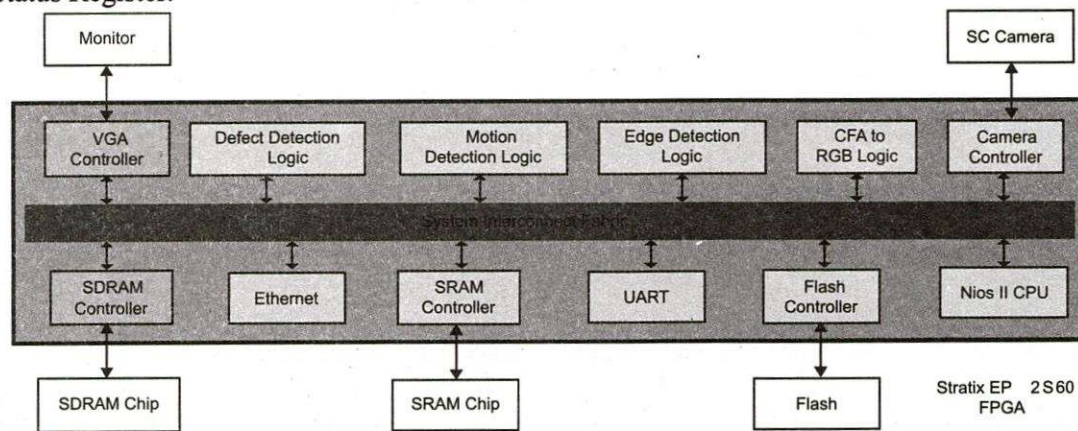 Status Register.
Monitor
SC Camera
VGA
Controller
Defect Detection
Logic
Motion
Detection Logic
Edge Detection
Logic
CFA to
RGB Logic
Camera
Controller
System Interconnect Fabric
SDRAM
Controller
Ethernet
SRAM
Controller
UART
Flash
Controller
Nios II CPU
SDRAM Chip
SRAM Chip
Flash
Stratix EP 2S60
FPGA